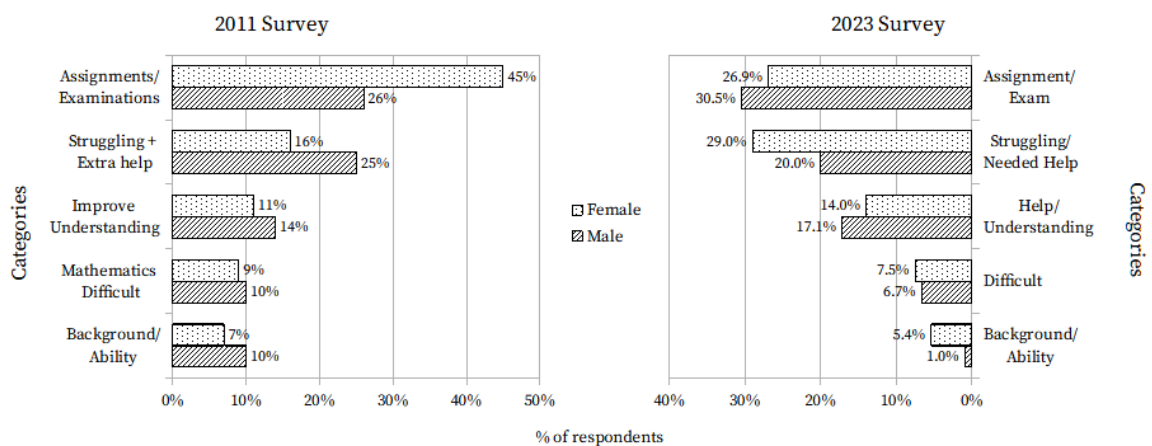 2011 Survey
2023 Survey
Categories
Assignments/
Examinations
45%
26%
Struggling +
Extra help
16%
25%
Improve
Understanding
11%
14%
Mathematics
Difficult
9%
10%
Background/
Ability
7%
10%
0%
10%
20%
30%
40%
50%
Female
Male
26.9%
30.5%
Assignment/
Exam
29.0%
20.0%
Struggling/
Needed Help
14.0%
17.1%
Help/
Understanding
7.5%
6.7%
Difficult
5.4%
1.0%
Background/
Ability
Categories
40%
30%
20%
10%
0%
% of respondents